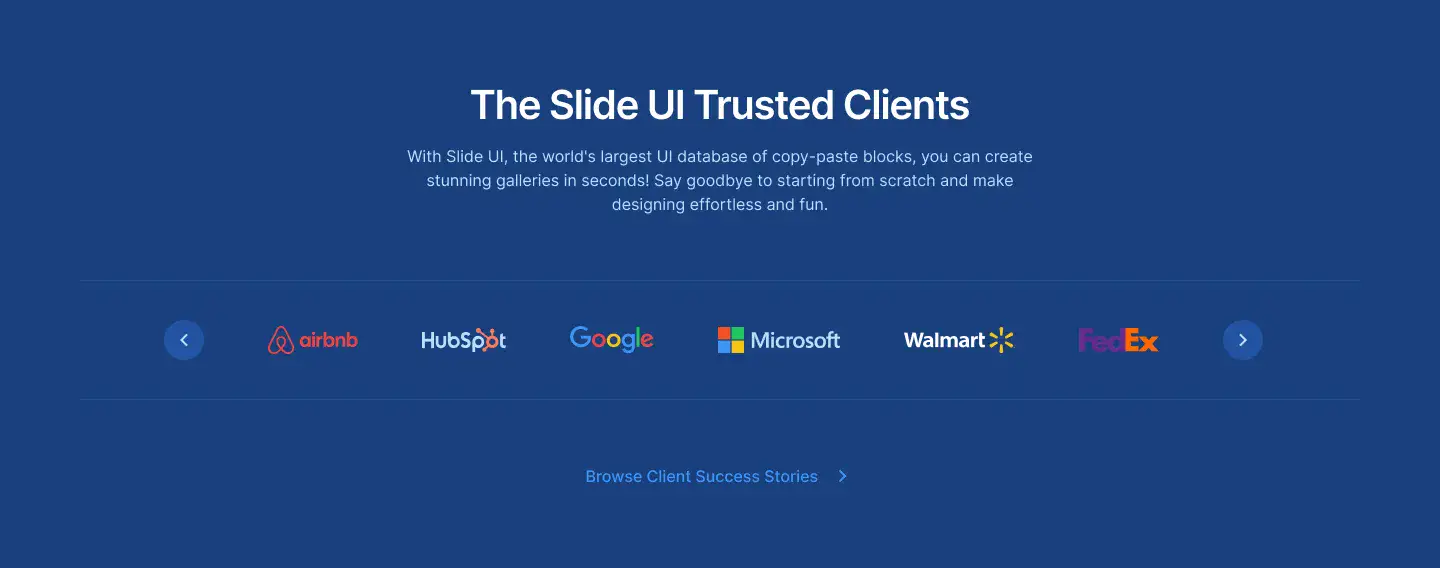 The Slide UI Trusted Clients
With Slide UI, the world's largest UI database of copy-paste blocks, you can create
stunning galleries in seconds! Say goodbye to starting from scratch and make
designing effortless and fun.
airbnb HubSpot Google Microsoft Walmart FedEx
Browse Client Success Stories